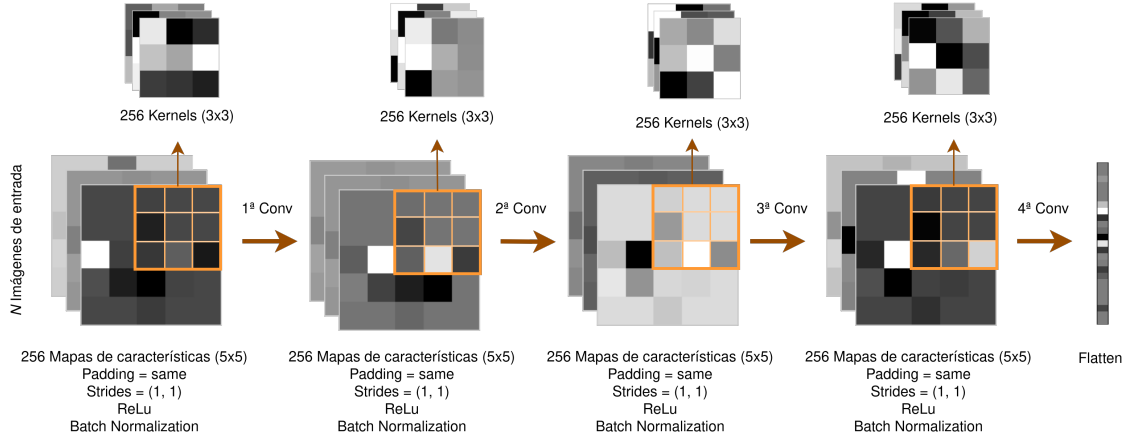 256 Kernels (3x3)
256 Kernels (3x3)
256 Kernels (3x3)
256 Kernels (3x3)
N Imágenes de entrada
1ª Conv
2ª Conv
3ª Conv
4ª Conv
256 Mapas de características (5x5)
Padding = same
Strides = (1, 1)
ReLu
Batch Normalization
256 Mapas de características (5x5)
Padding = same
Strides = (1, 1)
ReLu
Batch Normalization
256 Mapas de características (5x5)
Padding = same
Strides = (1, 1)
ReLu
Batch Normalization
256 Mapas de características (5x5)
Padding = same
Strides = (1, 1)
ReLu
Batch Normalization
Flatten